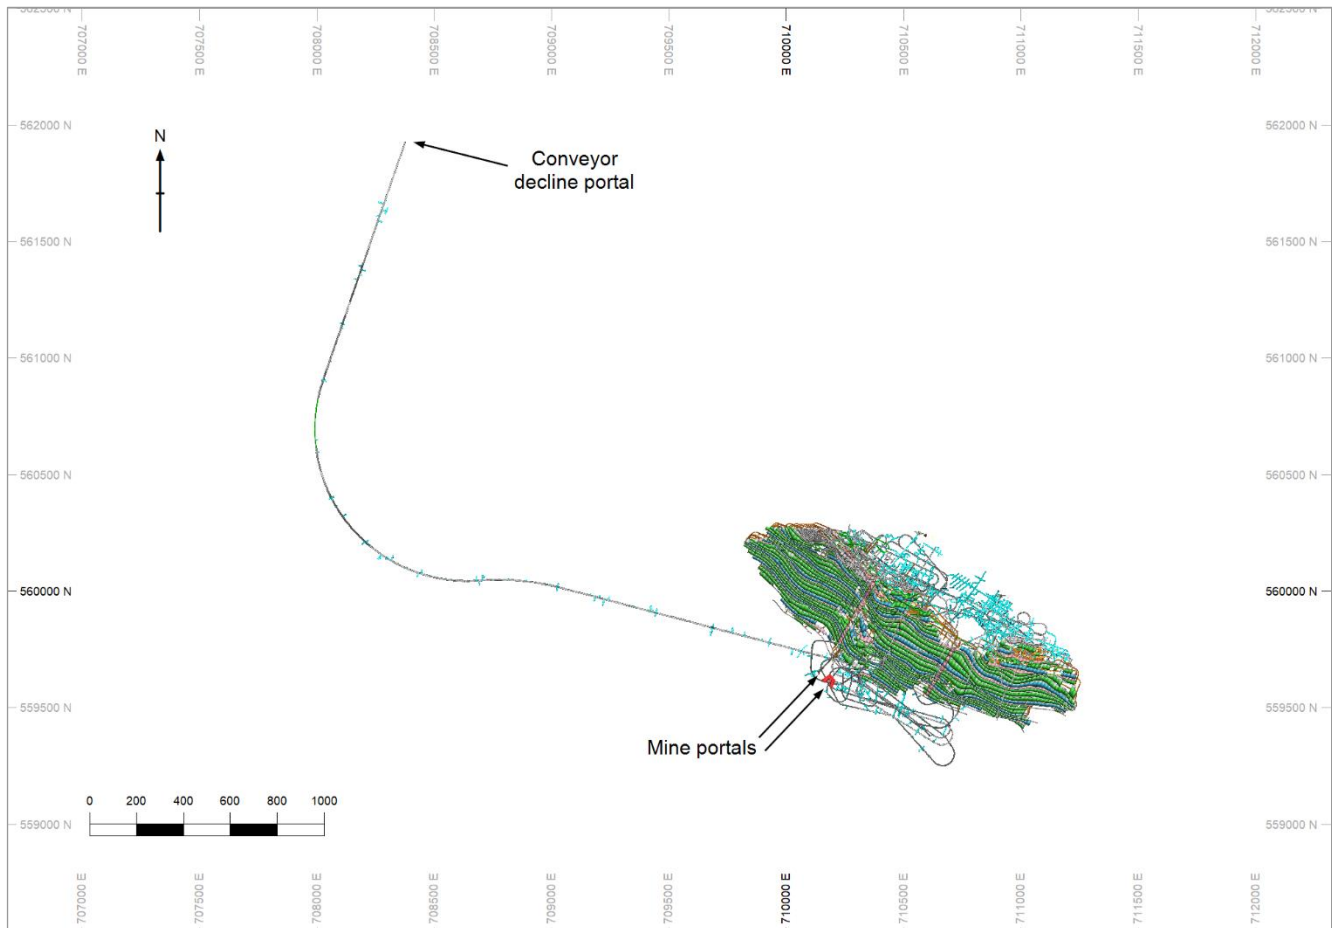 562500 N
562500 N
707000 E
707500 E
708000 E
708500 E
709000 E
709500 E
710000 E
710500 E
711000 E
711500 E
712000 E
562000 N
562000 N
N
Conveyor
decline portal
561500 N
561500 N
561000 N
561000 N
560500 N
560500 N
560000 N
560000 N
559500 N
559500 N
Mine portals
0 200 400 600 800 1000
559000 N
559000 N
707000 E
707500 E
708000 E
708500 E
709000 E
709500 E
710000 E
710500 E
711000 E
711500 E
712000 E